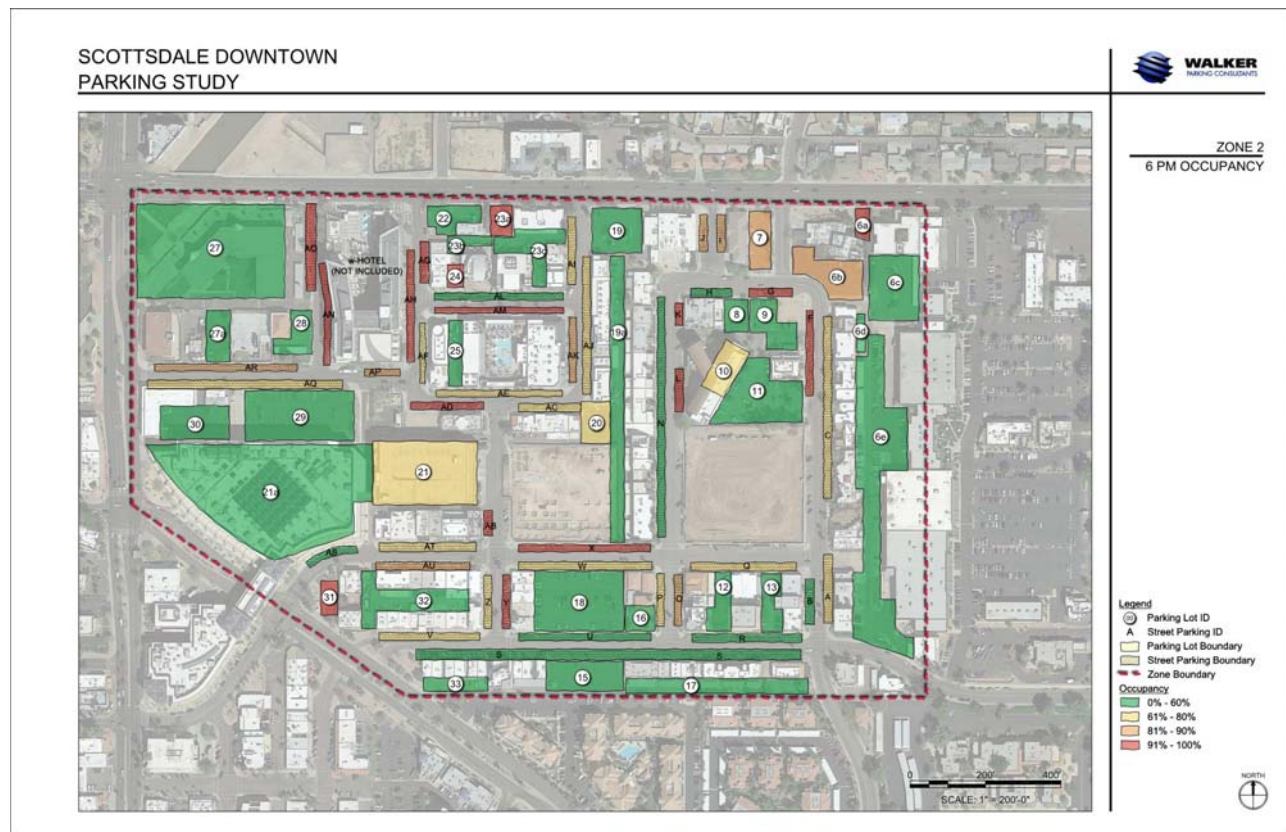 SCOTTSDALE DOWNTOWN
PARKING STUDY
WALKER
PARKING CONSULTANTS
ZONE 2
6 PM OCCUPANCY
27
AO
w-HOTEL
(NOT INCLUDED)
22
23b
23c
24
AG
AH
AI
19
J
I
7
6a
6b
6c
6d
6e
AL
AM
AN
27a
28
AF
25
AK
AJ
19a
H
G
K
8
9
F
N
L
10
11
C
AR
AP
AQ
AE
AD
AC
20
30
29
21
21a
AB
AS
AT
AU
X
W
Q
31
32
Z
Y
18
16
P
O
12
13
B
A
V
U
R
S
S
33
15
17
Legend
Parking Lot ID
A Street Parking ID
Parking Lot Boundary
Street Parking Boundary
Zone Boundary
Occupancy
0% - 60%
61% - 80%
81% - 90%
91% - 100%
0 200' 400'
SCALE: 1" = 200'-0"
NORTH